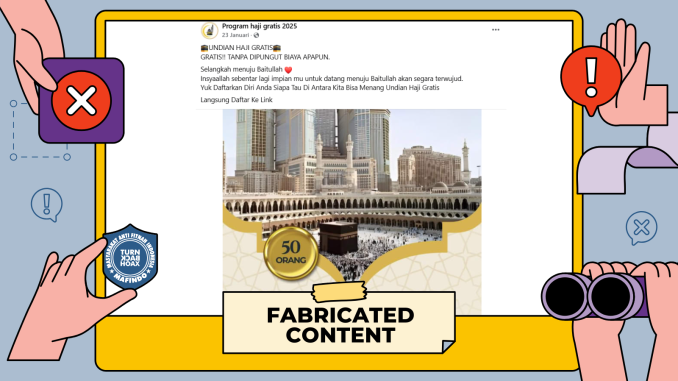 Program haji gratis 2025
23 Januari
🕋UNDIAN HAJI GRATIS🕋
GRATIS!! TANPA DIPUNGUT BIAYA APAPUN.
Selangkah menuju Baitullah ❤️
Insyaallah sebentar lagi impian mu untuk datang menuju Baitullah akan segera terwujud.
Yuk Daftarkan Diri Anda Siapa Tau Di Antara Kita Bisa Menang Undian Haji Gratis
Langsung Daftar Ke Link
50
ORANG
MASYARAKAT ANTI FITNAH INDONESIA
TURN
BACK
HOAX
MAFINDO
FABRICATED
CONTENT